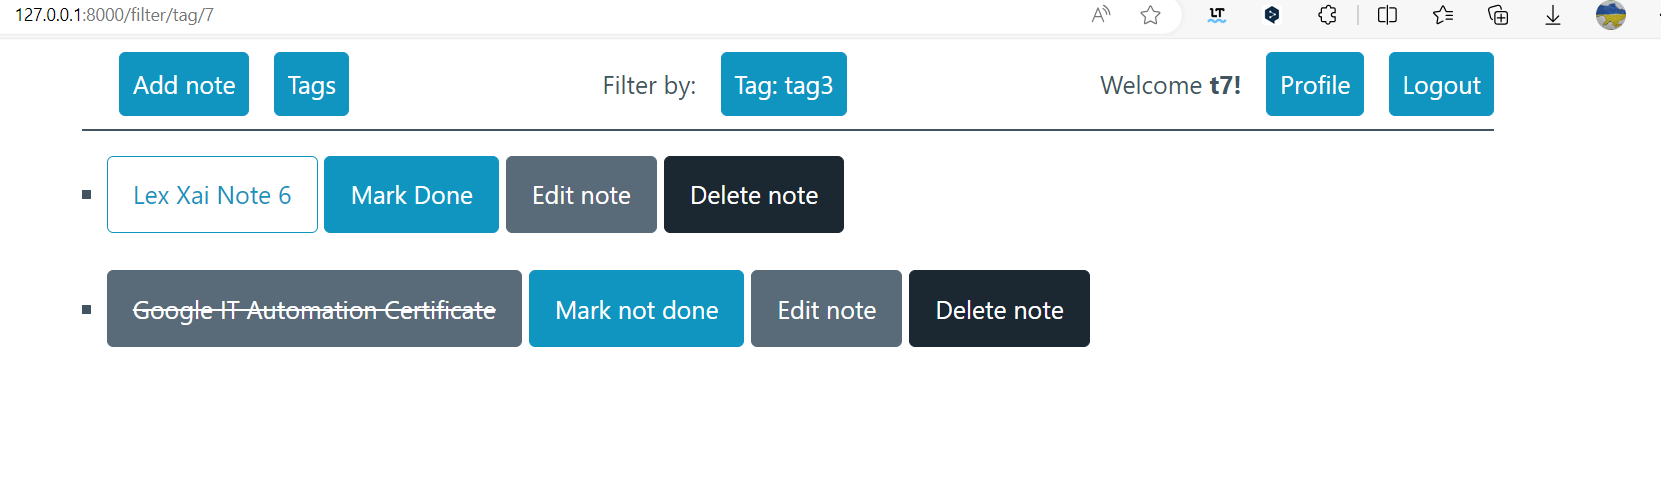 127.0.0.1:8000/filter/tag/7
Add note Tags Filter by: Tag: tag3 Welcome t7! Profile Logout
Lex Xai Note 6 Mark Done Edit note Delete note
Google IT Automation Certificate Mark not done Edit note Delete note